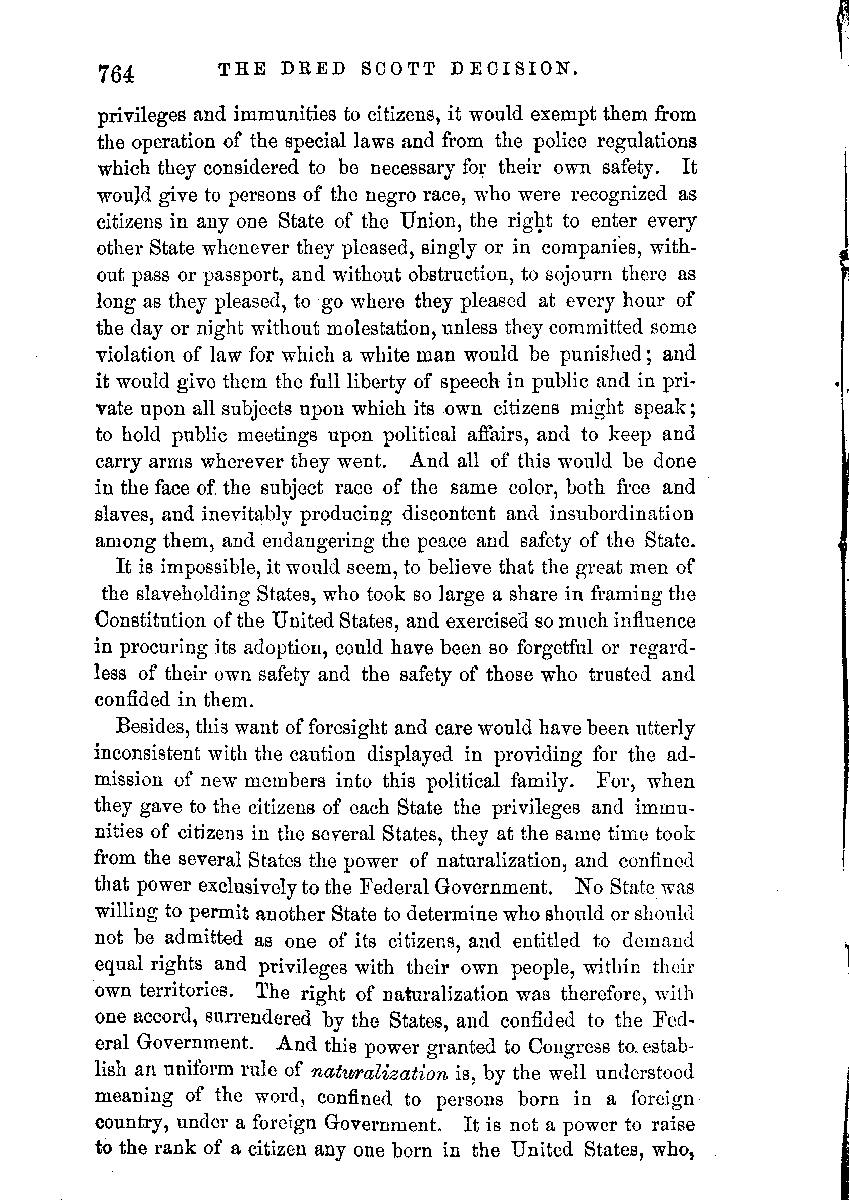 764 THE DRED SCOTT DECISION.
privileges and immunities to citizens, it would exempt them from
the operation of the special laws and from the police regulations
which they considered to be necessary for their own safety. It
would give to persons of the negro race, who were recognized as
citizens in any one State of the Union, the right to enter every
other State whenever they pleased, singly or in companies, with-
out pass or passport, and without obstruction, to sojourn there as
long as they pleased, to go where they pleased at every hour of
the day or night without molestation, unless they committed some
violation of law for which a white man would be punished; and
it would give them the full liberty of speech in public and in pri-
vate upon all subjects upon which its own citizens might speak;
to hold public meetings upon political affairs, and to keep and
carry arms wherever they went. And all of this would be done
in the face of the subject race of the same color, both free and
slaves, and inevitably producing discontent and insubordination
among them, and endangering the peace and safety of the State.
It is impossible, it would seem, to believe that the great men of
the slaveholding States, who took so large a share in framing the
Constitution of the United States, and exercised so much influence
in procuring its adoption, could have been so forgetful or regard-
less of their own safety and the safety of those who trusted and
confided in them.
Besides, this want of foresight and care would have been utterly
inconsistent with the caution displayed in providing for the ad-
mission of new members into this political family. For, when
they gave to the citizens of each State the privileges and immu-
nities of citizens in the several States, they at the same time took
from the several States the power of naturalization, and confined
that power exclusively to the Federal Government. No State was
willing to permit another State to determine who should or should
not be admitted as one of its citizens, and entitled to demand
equal rights and privileges with their own people, within their
own territories. The right of naturalization was therefore, with
one accord, surrendered by the States, and confided to the Fed-
eral Government. And this power granted to Congress to estab-
lish an uniform rule of naturalization is, by the well understood
meaning of the word, confined to persons born in a foreign
country, under a foreign Government. It is not a power to raise
to the rank of a citizen any one born in the United States, who,